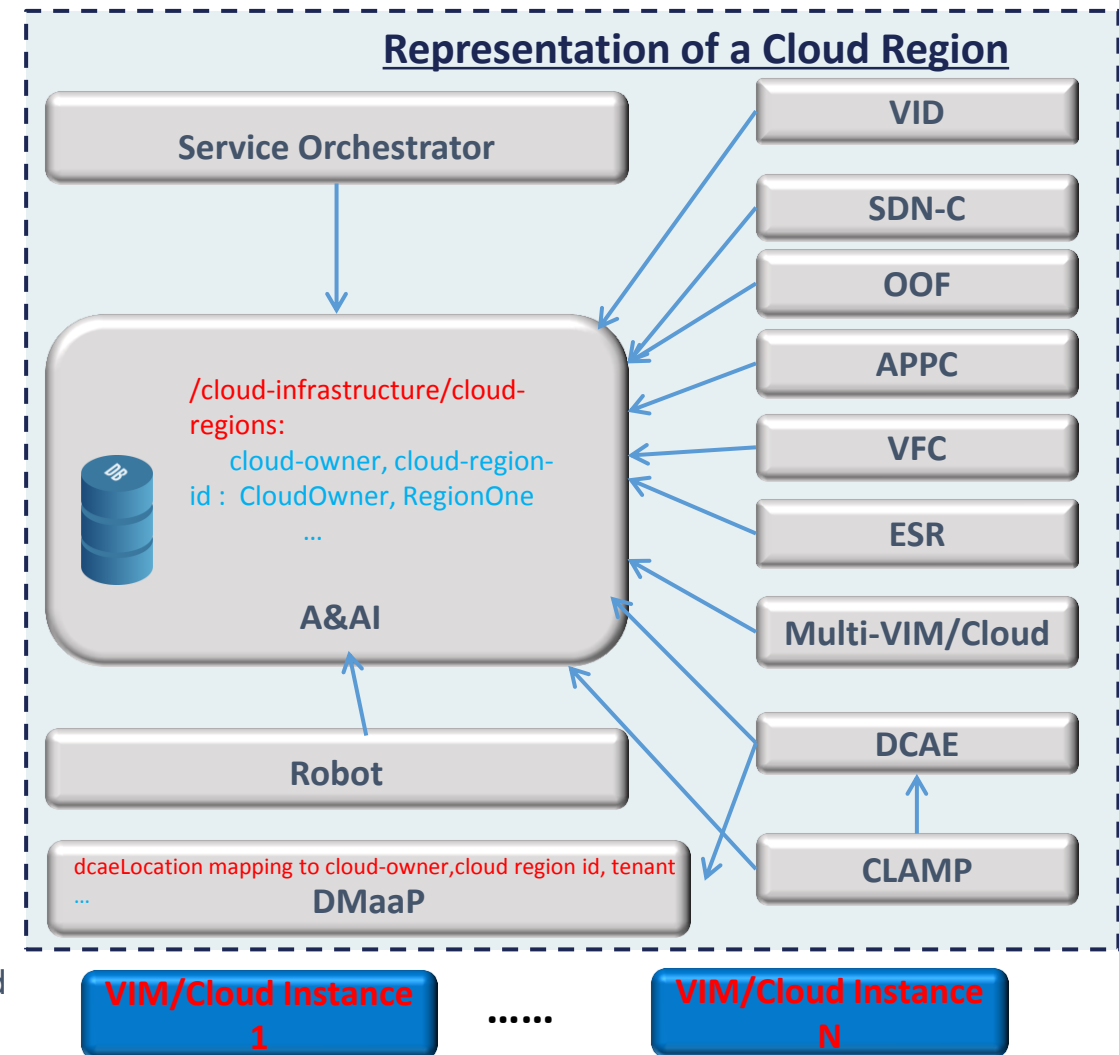 Representation of a Cloud Region
Service Orchestrator
VID
SDN-C
OOF
APPC
VFC
ESR
Multi-VIM/Cloud
DCAE
CLAMP
/cloud-infrastructure/cloud-
regions:
cloud-owner, cloud-region-
id :  CloudOwner, RegionOne
...
DB
A&AI
Robot
dcaeLocation mapping to cloud-owner,cloud region id, tenant
...
DMaaP
d
VIM/Cloud Instance
1
......
VIM/Cloud Instance
N